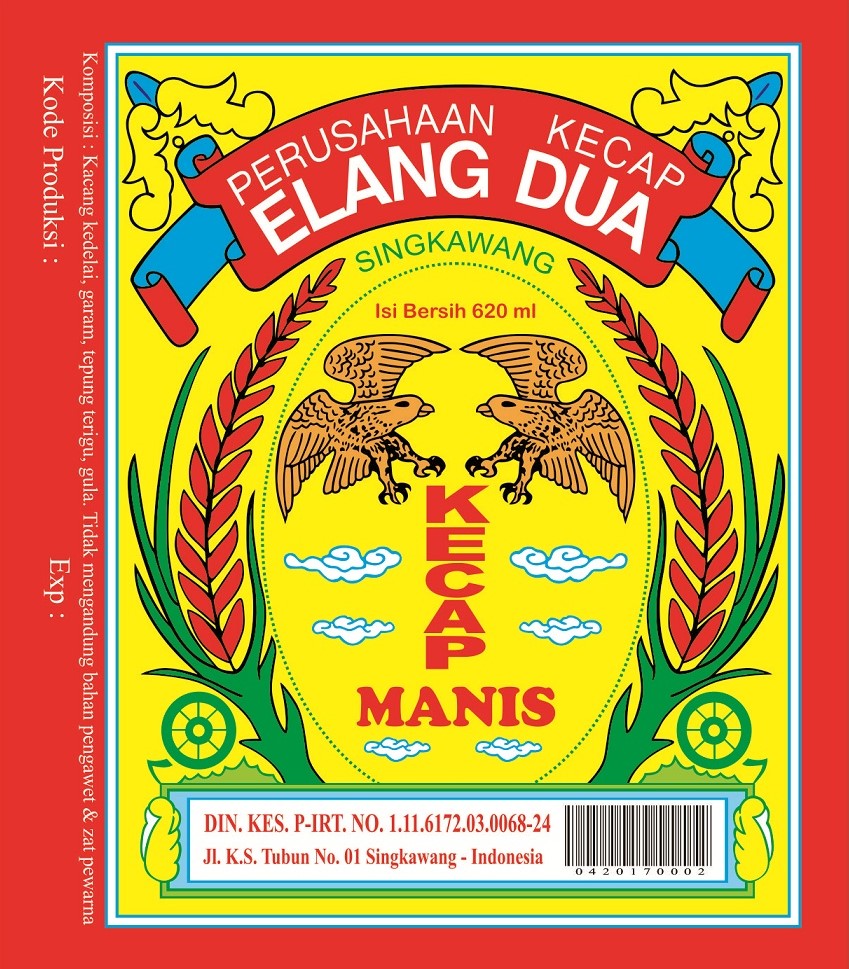 PERUSAHAAN KECAP
ELANG DUA
SINGKAWANG
Isi Bersih 620 ml
KECAP
MANIS
DIN. KES. P-IRT. NO. 1.11.6172.03.0068-24
Jl. K.S. Tubun No. 01 Singkawang - Indonesia
0420170002
Komposisi : Kacang kedelai, garam, tepung terigu, gula. Tidak mengandung bahan pengawet & zat pewarna
Kode Produksi : Exp :